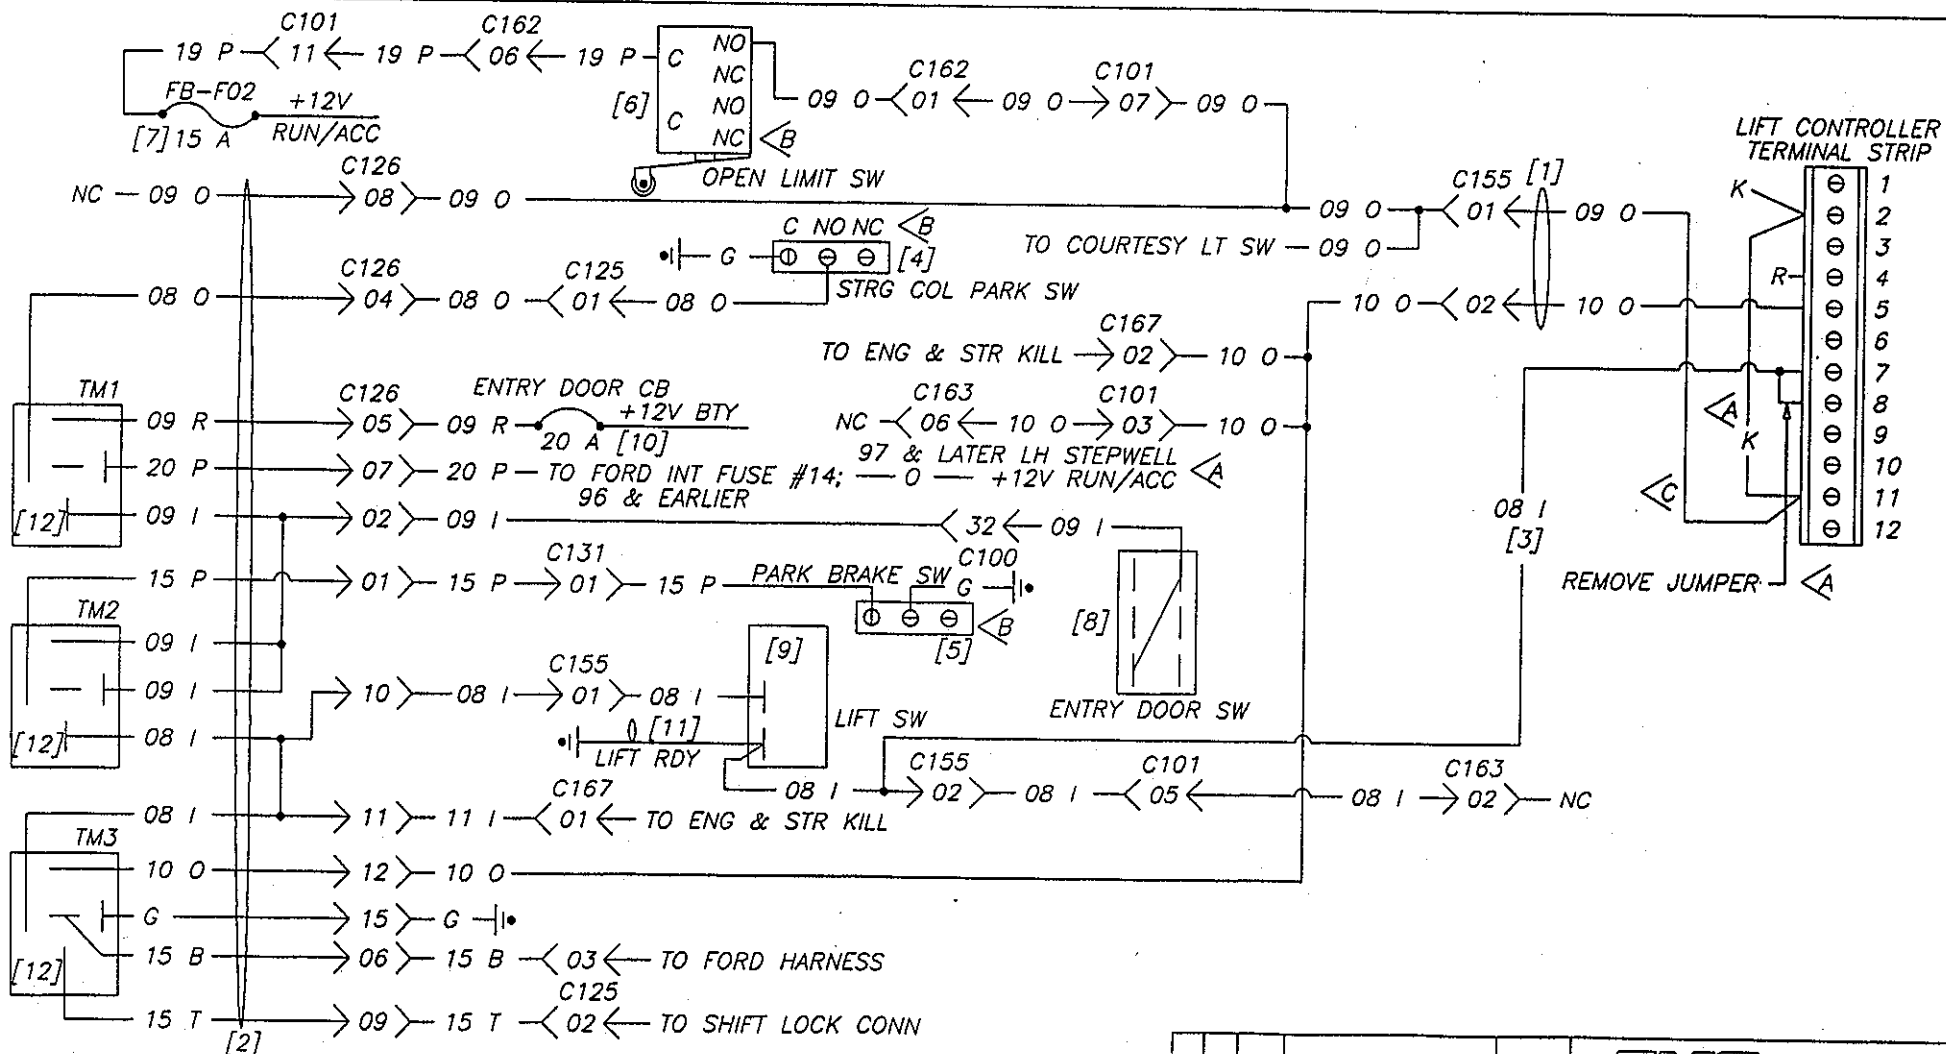 C101 C162
19 P 11 19 P 06 19 P C NO
NC
NO
C NC B
[6]
FB-F02 +12V
[7] 15 A RUN/ACC
C162 C101
09 O 01 09 O 07 09 O
OPEN LIMIT SW
LIFT CONTROLLER
TERMINAL STRIP
C126
NC 09 O 08 09 O
C155 [1]
09 O 01 09 O
TO COURTESY LT SW 09 O
C NO NC B
G [4]
STRG COL PARK SW
C126 C125
08 O 04 08 O 01 08 O
10 O 02 10 O
K 1
2
3
R 4
5
6
7
8
9
10
11
12
A
K
C
C167
TO ENG & STR KILL 02 10 O
TM1
C126 ENTRY DOOR CB
09 R 05 09 R 20 A [10] +12V BTY
C163 C101
NC 06 10 O 03 10 O
97 & LATER LH STEPWELL A
20 P 07 20 P TO FORD INT FUSE #14; O +12V RUN/ACC
96 & EARLIER
[12] 09 I 02 09 I 32 09 I
C100
08 I
[3]
REMOVE JUMPER A
C131
15 P 01 15 P 01 15 P PARK BRAKE SW G
B
[5]
[8]
ENTRY DOOR SW
TM2
09 I
09 I
[12] 08 I
C155
10 08 I 01 08 I
[9]
LIFT SW
[11]
LIFT RDY
C155 C101 C163
08 I 02 08 I 05 08 I 02 NC
C167
08 I 11 11 I 01 TO ENG & STR KILL
TM3
10 O 12 10 O
G 15 G
[12] 15 B 06 15 B 03 TO FORD HARNESS
C125
15 T 09 15 T 02 TO SHIFT LOCK CONN
[2]